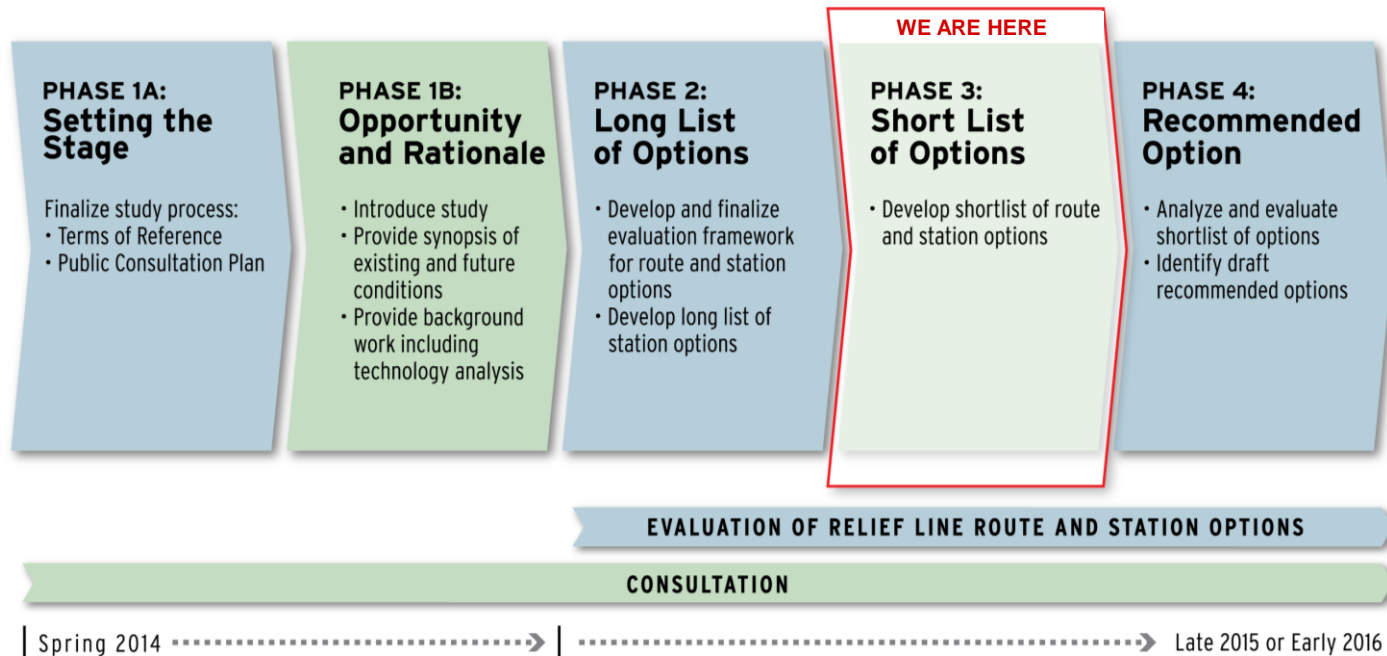 WE ARE HERE
PHASE 1A:
Setting the
Stage
Finalize study process:
• Terms of Reference
• Public Consultation Plan
PHASE 1B:
Opportunity
and Rationale
• Introduce study
• Provide synopsis of
existing and future
conditions
• Provide background
work including
technology analysis
PHASE 2:
Long List
of Options
• Develop and finalize
evaluation framework
for route and station
options
• Develop long list of
station options
PHASE 3:
Short List
of Options
• Develop shortlist of route
and station options
PHASE 4:
Recommended
Option
• Analyze and evaluate
shortlist of options
• Identify draft
recommended options
EVALUATION OF RELIEF LINE ROUTE AND STATION OPTIONS
CONSULTATION
Spring 2014
Late 2015 or Early 2016